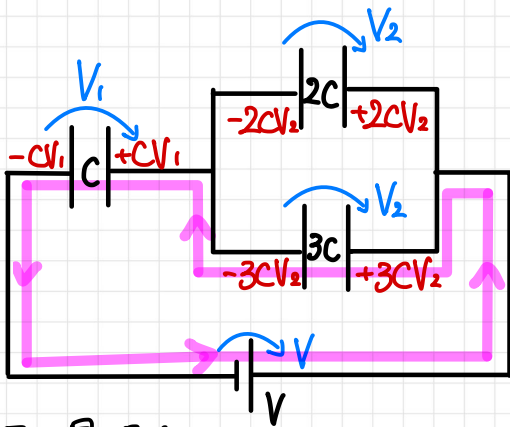 V₂
2C
-2CV₂ +2CV₂
V₁
-CV₁ C +CV₁
V₂
3C
-3CV₂ +3CV₂
V
V